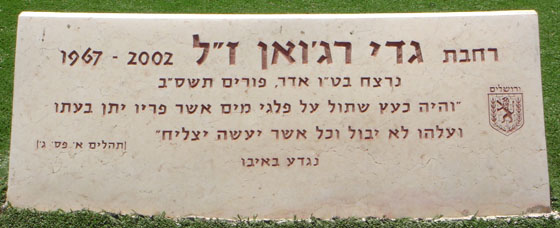 רחבת גדי רג'ואן ז"ל 1967 - 2002
נרצח בט"ו אדר, פורים תשס"ב
"והיה כעץ שתול על פלגי מים אשר פריו יתן בעתו
ועלהו לא יבול וכל אשר יעשה יצליח"
[תהלים א', פס' ג']
נגדע באיבו
ירושלים